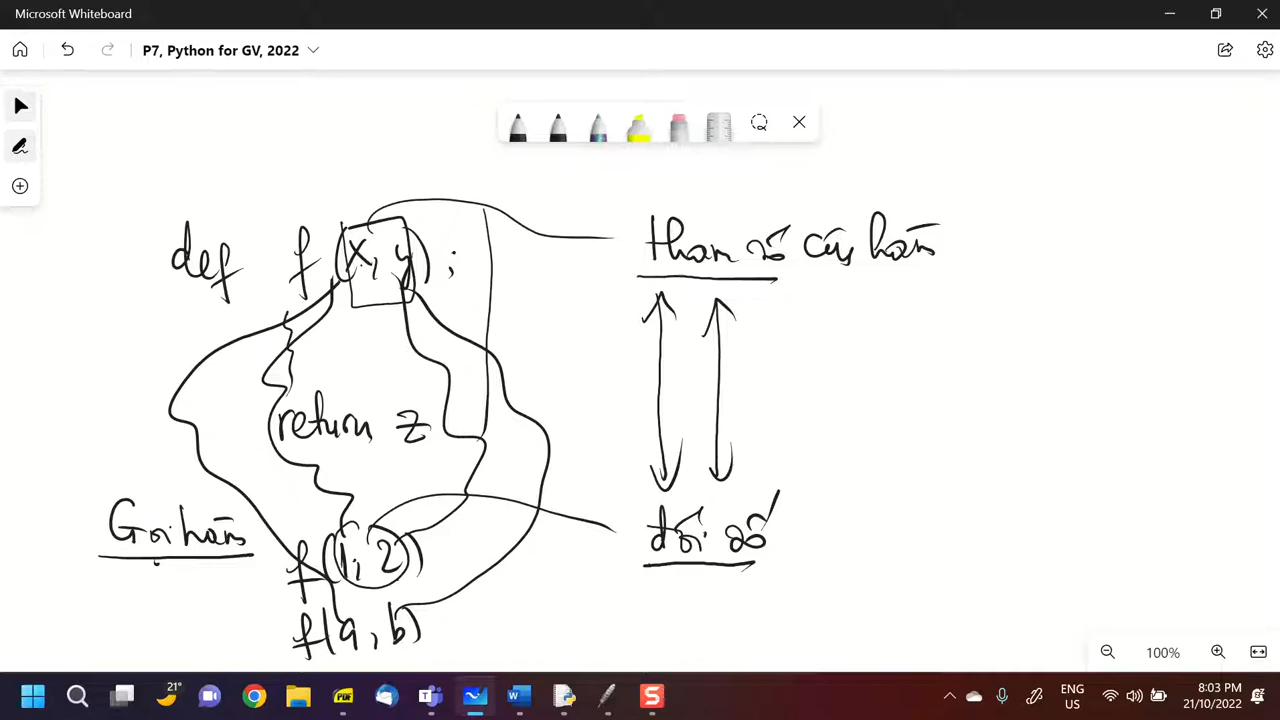 Microsoft Whiteboard
P7, Python for GV, 2022
def f(x, y);
tham số của hàm
return z
Gọi hàm
f(1, 2)
đối số
f(a, b)
100%
21°
ENG
US
8:03 PM
21/10/2022